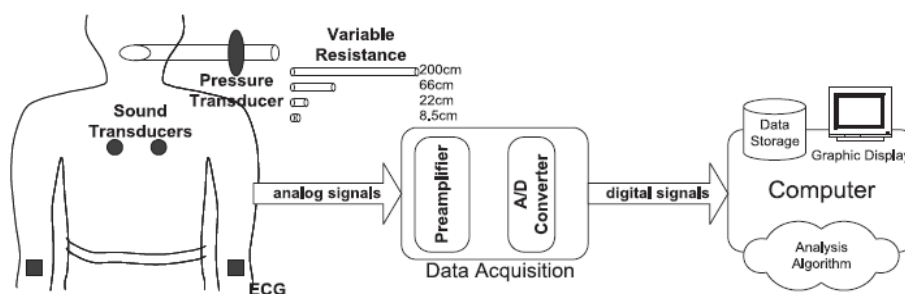 Variable
Resistance
200cm
66cm
22cm
8.5cm
Pressure
Transducer
Sound
Transducers
analog signals
Preamplifier
A/D
Converter
Data Acquisition
digital signals
Data
Storage
Graphic Display
Computer
Analysis
Algorithm
ECG